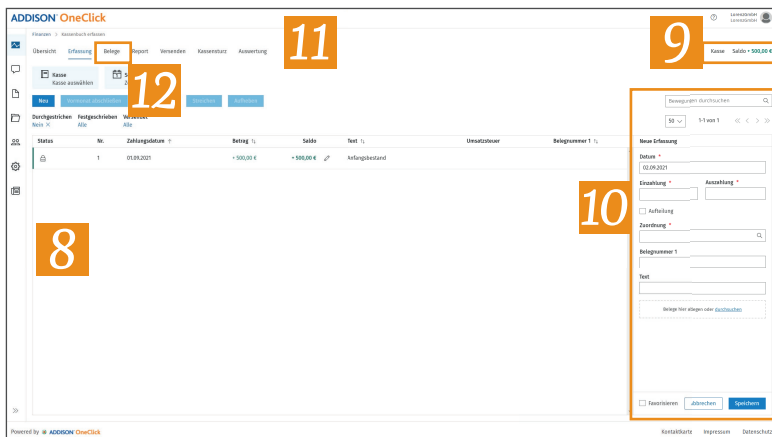 ADDISON OneClick
Finanzen > Kassenbuch erfassen
Übersicht Erfassung Belege Report Versenden Kassensturz Auswertung
11
9
Kasse Saldo + 500,00 €
Kasse
Kasse auswählen
12
Neu
Streichen Aufheben
Durchgestrichen Festgeschrieben
Nein × Alle Alle
Bewegungen durchsuchen
50 1-1 von 1
Status Nr. Zahlungsdatum ↑ Betrag ↑↓ Saldo Text ↑↓ Umsatzsteuer Belegnummer 1 ↑↓
1 01.09.2021 + 500,00 € + 500,00 € Anfangsbestand
8
10
Neue Erfassung
Datum *
02.09.2021
Einzahlung * Auszahlung *
Aufteilung
Zuordnung *
Belegnummer 1
Text
Belege hier ablegen oder durchsuchen
Favorisieren Abbrechen Speichern
Powered by ADDISON OneClick
Kontaktkarte Impressum Datenschutz